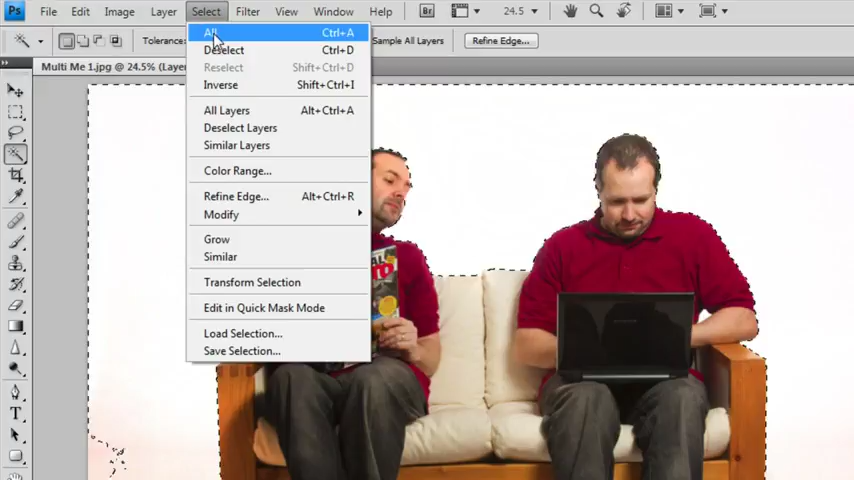 Ps File Edit Image Layer Select Filter View Window Help Br 24.5
Tolerance: Sample All Layers Refine Edge...
Multi Me 1.jpg @ 24.5% (Laye
All Ctrl+A
Deselect Ctrl+D
Reselect Shift+Ctrl+D
Inverse Shift+Ctrl+I
All Layers Alt+Ctrl+A
Deselect Layers
Similar Layers
Color Range...
Refine Edge... Alt+Ctrl+R
Modify
Grow
Similar
Transform Selection
Edit in Quick Mask Mode
Load Selection...
Save Selection...
T